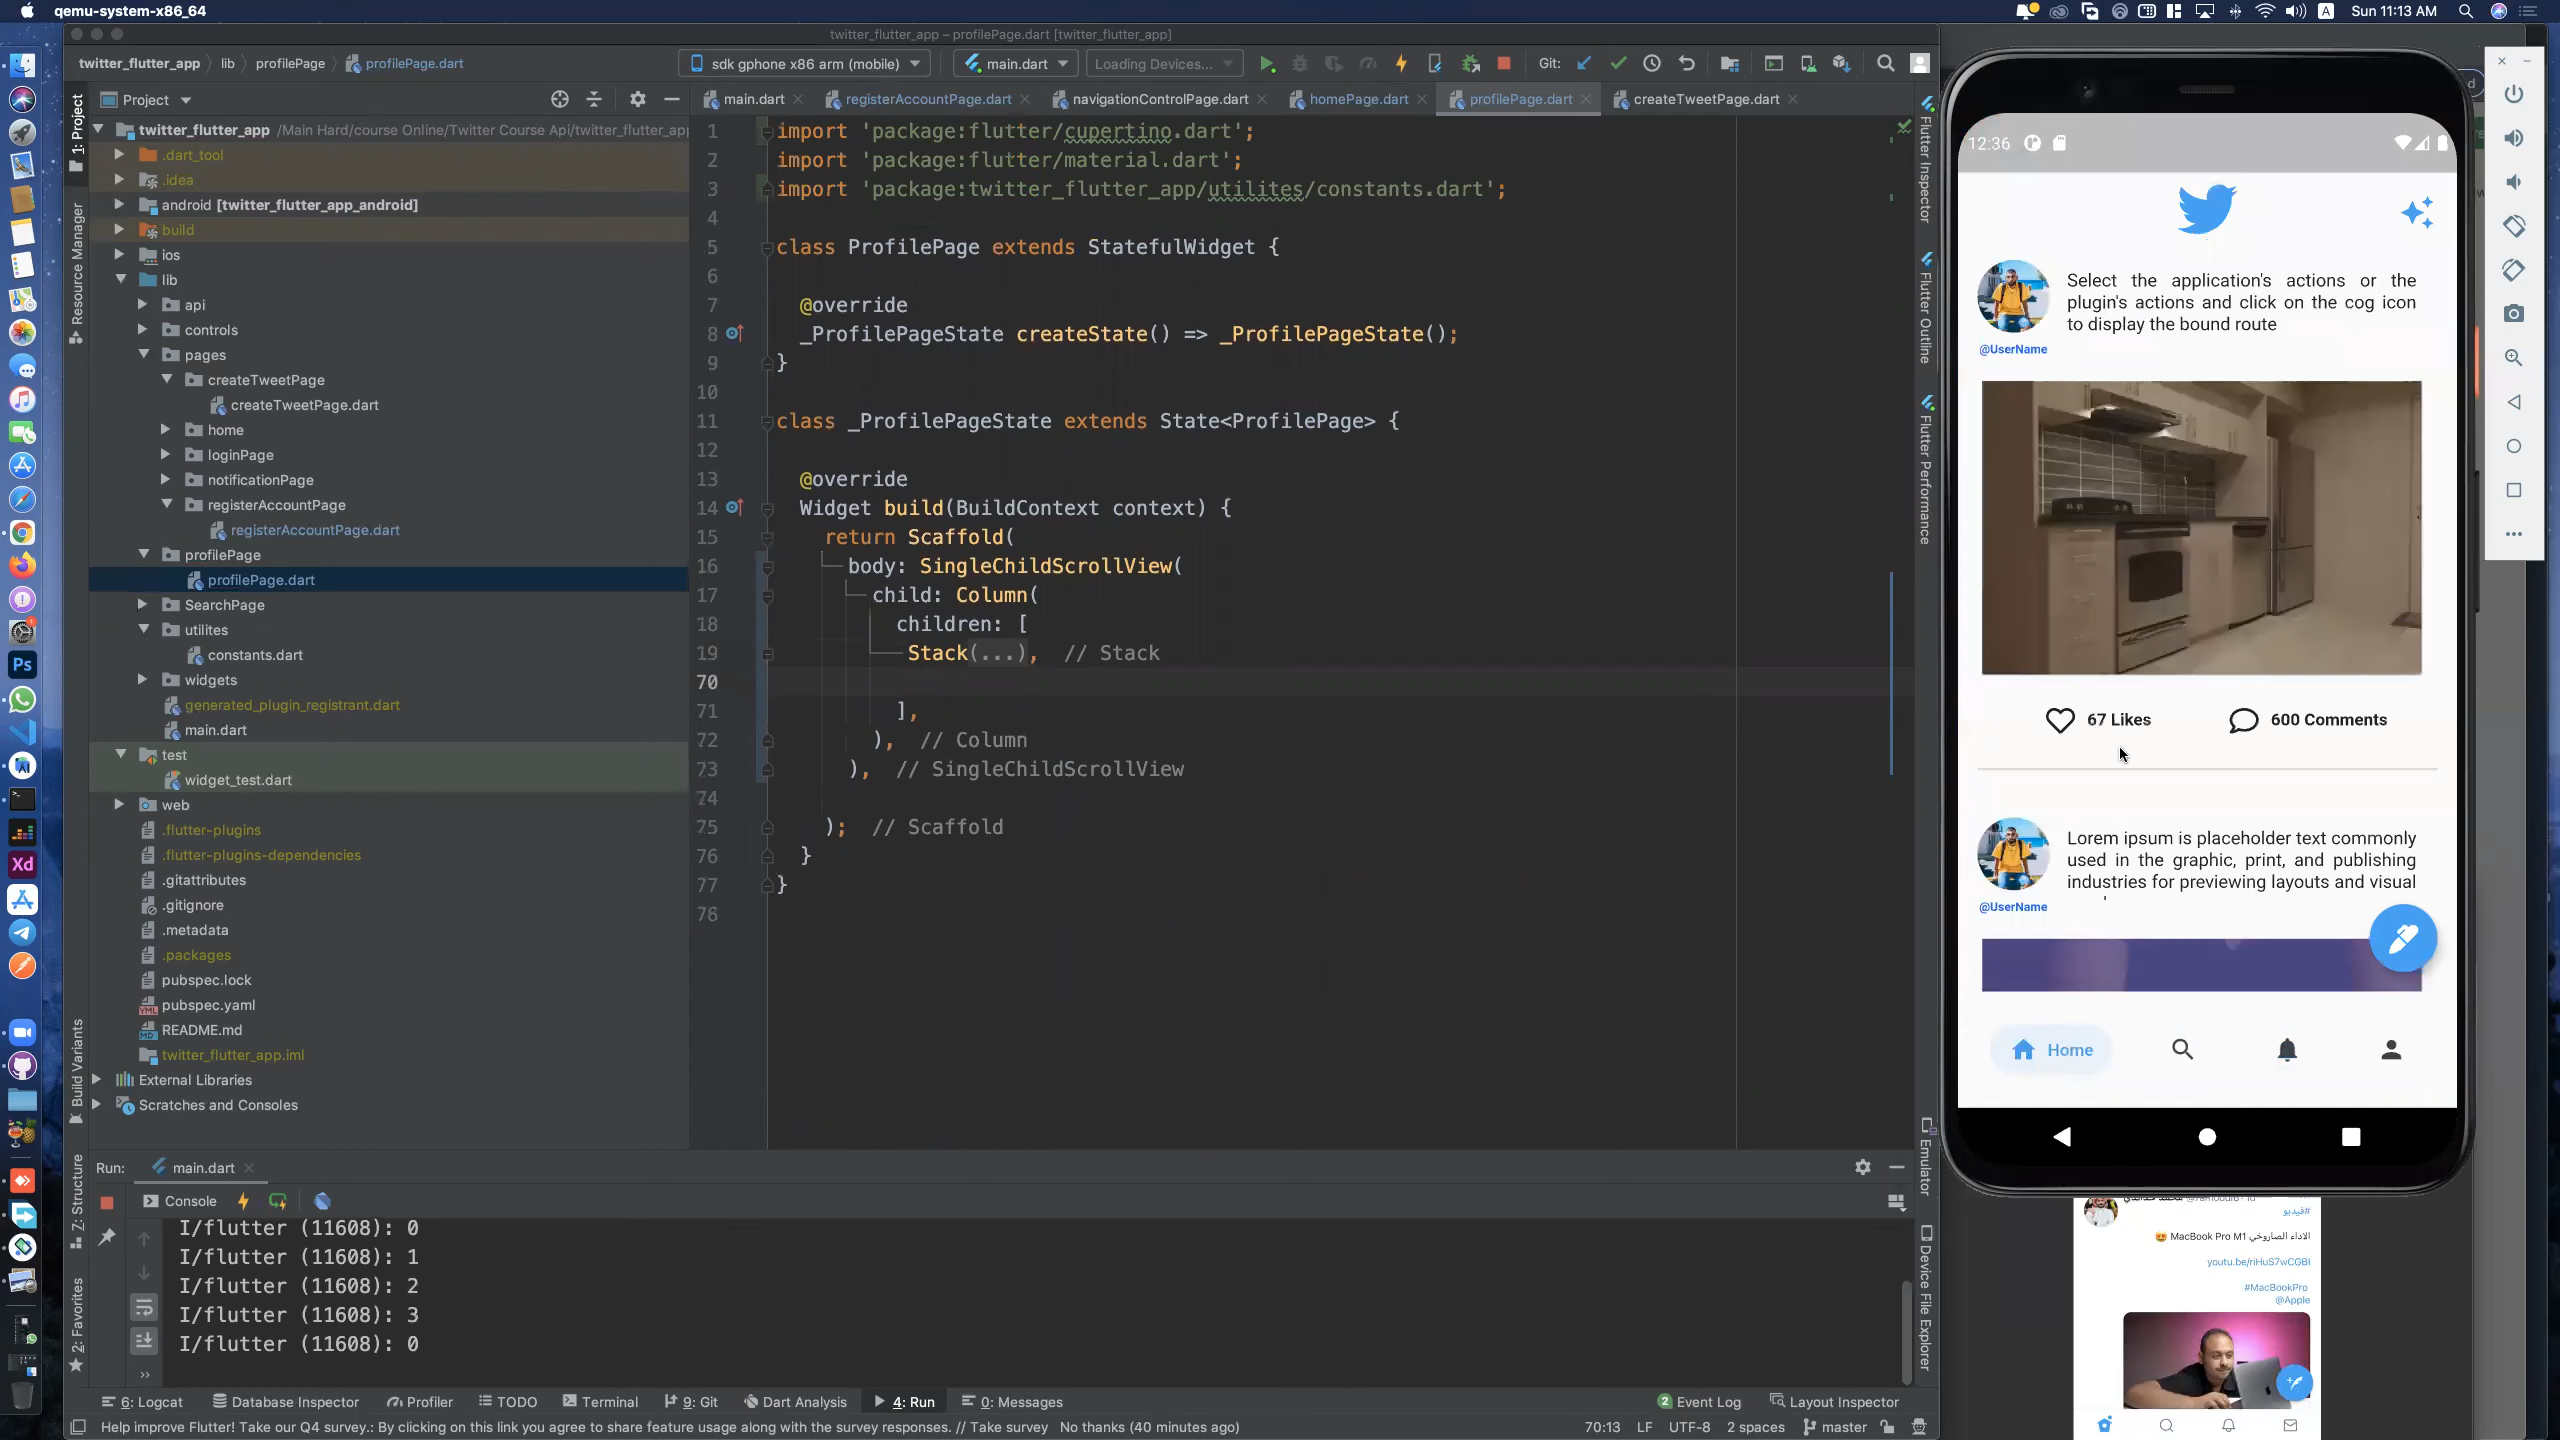 qemu-system-x86_64
Sun 11:13 AM
twitter_flutter_app – profilePage.dart [twitter_flutter_app]
twitter_flutter_app
lib
profilePage
profilePage.dart
sdk gphone x86 arm (mobile)
main.dart
Loading Devices...
Git:
Project
main.dart
registerAccountPage.dart
navigationControlPage.dart
homePage.dart
profilePage.dart
createTweetPage.dart
1: Project
Resource Manager
Build Variants
7: Structure
2: Favorites
twitter_flutter_app /Main Hard/course Online/Twitter Course Api/twitter_flutter_app
.dart_tool
.idea
android [twitter_flutter_app_android]
build
ios
lib
api
controls
pages
createTweetPage
createTweetPage.dart
home
loginPage
notificationPage
registerAccountPage
registerAccountPage.dart
profilePage
profilePage.dart
SearchPage
utilites
constants.dart
widgets
generated_plugin_registrant.dart
main.dart
test
widget_test.dart
web
.flutter-plugins
.flutter-plugins-dependencies
.gitattributes
.gitignore
.metadata
.packages
pubspec.lock
pubspec.yaml
README.md
twitter_flutter_app.iml
External Libraries
Scratches and Consoles
1 import 'package:flutter/cupertino.dart';
2 import 'package:flutter/material.dart';
3 import 'package:twitter_flutter_app/utilites/constants.dart';
4
5 class ProfilePage extends StatefulWidget {
6
7 @override
8 _ProfilePageState createState() => _ProfilePageState();
9 }
10
11 class _ProfilePageState extends State<ProfilePage> {
12
13 @override
14 Widget build(BuildContext context) {
15 return Scaffold(
16 body: SingleChildScrollView(
17 child: Column(
18 children: [
19 Stack(...), // Stack
70
71 ],
72 ), // Column
73 ), // SingleChildScrollView
74
75 ); // Scaffold
76 }
77 }
76
Flutter Inspector
Flutter Outline
Flutter Performance
Emulator
Device File Explorer
12:36
Select the application's actions or the
plugin's actions and click on the cog icon
to display the bound route
@UserName
67 Likes
600 Comments
Lorem ipsum is placeholder text commonly
used in the graphic, print, and publishing
industries for previewing layouts and visual
@UserName
Home
#فيديو
الاداء الصاروخي MacBook Pro M1
youtu.be/riHuS7wCGBI
#MacBookPro
@Apple
Run:
main.dart
Console
I/flutter (11608): 0
I/flutter (11608): 1
I/flutter (11608): 2
I/flutter (11608): 3
I/flutter (11608): 0
6: Logcat
Database Inspector
Profiler
TODO
Terminal
9: Git
Dart Analysis
4: Run
0: Messages
2 Event Log
Layout Inspector
Help improve Flutter! Take our Q4 survey.: By clicking on this link you agree to share feature usage along with the survey responses. // Take survey No thanks (40 minutes ago)
70:13
LF
UTF-8
2 spaces
master